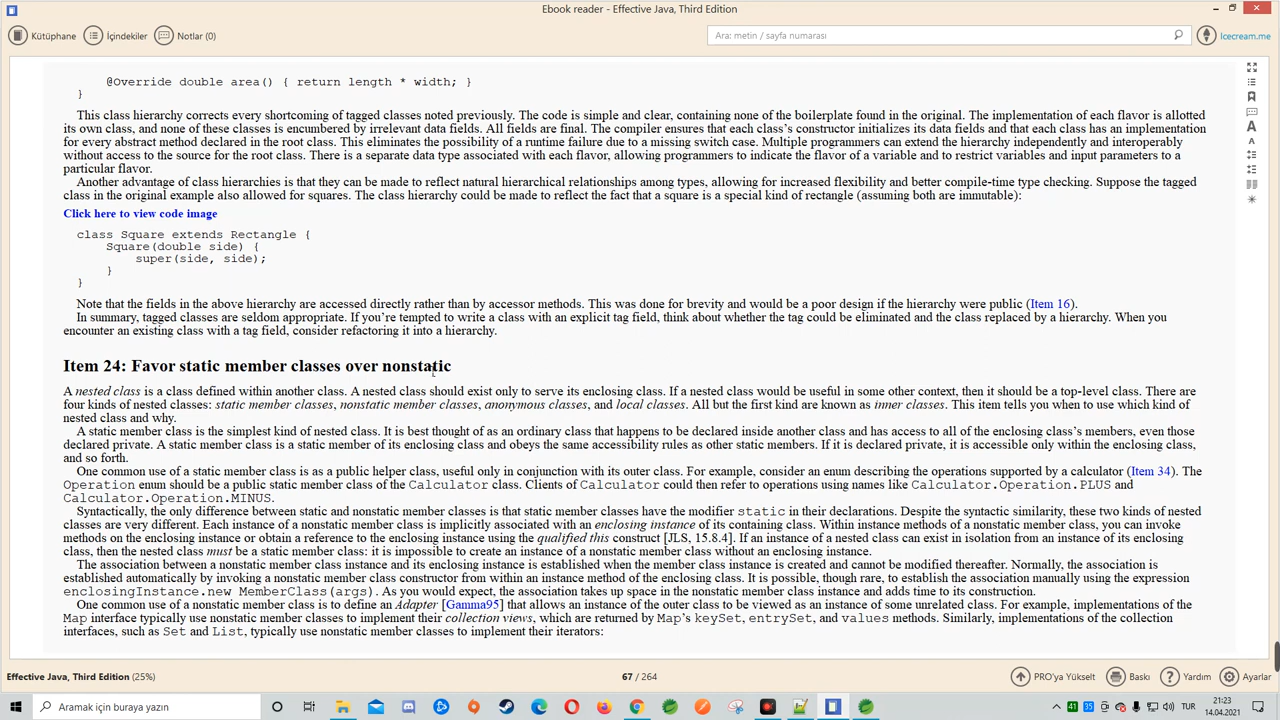 Ebook reader - Effective Java, Third Edition
Kütüphane İçindekiler Notlar (0) Ara: metin / sayfa numarası Icecream.me
@Override double area() { return length * width; }
}
This class hierarchy corrects every shortcoming of tagged classes noted previously. The code is simple and clear, containing none of the boilerplate found in the original. The implementation of each flavor is allotted
its own class, and none of these classes is encumbered by irrelevant data fields. All fields are final. The compiler ensures that each class’s constructor initializes its data fields and that each class has an implementation
for every abstract method declared in the root class. This eliminates the possibility of a runtime failure due to a missing switch case. Multiple programmers can extend the hierarchy independently and interoperably
without access to the source for the root class. There is a separate data type associated with each flavor, allowing programmers to indicate the flavor of a variable and to restrict variables and input parameters to a
particular flavor.
Another advantage of class hierarchies is that they can be made to reflect natural hierarchical relationships among types, allowing for increased flexibility and better compile-time type checking. Suppose the tagged
class in the original example also allowed for squares. The class hierarchy could be made to reflect the fact that a square is a special kind of rectangle (assuming both are immutable):
Click here to view code image
class Square extends Rectangle {
Square(double side) {
super(side, side);
}
}
Note that the fields in the above hierarchy are accessed directly rather than by accessor methods. This was done for brevity and would be a poor design if the hierarchy were public (Item 16).
In summary, tagged classes are seldom appropriate. If you’re tempted to write a class with an explicit tag field, think about whether the tag could be eliminated and the class replaced by a hierarchy. When you
encounter an existing class with a tag field, consider refactoring it into a hierarchy.
Item 24: Favor static member classes over nonstatic
A nested class is a class defined within another class. A nested class should exist only to serve its enclosing class. If a nested class would be useful in some other context, then it should be a top-level class. There are
four kinds of nested classes: static member classes, nonstatic member classes, anonymous classes, and local classes. All but the first kind are known as inner classes. This item tells you when to use which kind of
nested class and why.
A static member class is the simplest kind of nested class. It is best thought of as an ordinary class that happens to be declared inside another class and has access to all of the enclosing class’s members, even those
declared private. A static member class is a static member of its enclosing class and obeys the same accessibility rules as other static members. If it is declared private, it is accessible only within the enclosing class,
and so forth.
One common use of a static member class is as a public helper class, useful only in conjunction with its outer class. For example, consider an enum describing the operations supported by a calculator (Item 34). The
Operation enum should be a public static member class of the Calculator class. Clients of Calculator could then refer to operations using names like Calculator.Operation.PLUS and
Calculator.Operation.MINUS.
Syntactically, the only difference between static and nonstatic member classes is that static member classes have the modifier static in their declarations. Despite the syntactic similarity, these two kinds of nested
classes are very different. Each instance of a nonstatic member class is implicitly associated with an enclosing instance of its containing class. Within instance methods of a nonstatic member class, you can invoke
methods on the enclosing instance or obtain a reference to the enclosing instance using the qualified this construct [JLS, 15.8.4]. If an instance of a nested class can exist in isolation from an instance of its enclosing
class, then the nested class must be a static member class: it is impossible to create an instance of a nonstatic member class without an enclosing instance.
The association between a nonstatic member class instance and its enclosing instance is established when the member class instance is created and cannot be modified thereafter. Normally, the association is
established automatically by invoking a nonstatic member class constructor from within an instance method of the enclosing class. It is possible, though rare, to establish the association manually using the expression
enclosingInstance.new MemberClass(args). As you would expect, the association takes up space in the nonstatic member class instance and adds time to its construction.
One common use of a nonstatic member class is to define an Adapter [Gamma95] that allows an instance of the outer class to be viewed as an instance of some unrelated class. For example, implementations of the
Map interface typically use nonstatic member classes to implement their collection views, which are returned by Map’s keySet, entrySet, and values methods. Similarly, implementations of the collection
interfaces, such as Set and List, typically use nonstatic member classes to implement their iterators:
Effective Java, Third Edition (25%) 67 / 264 PRO'ya Yükselt Baskı Yardım Ayarlar
Aramak için buraya yazın 41 35 TUR 21:23
14.04.2021